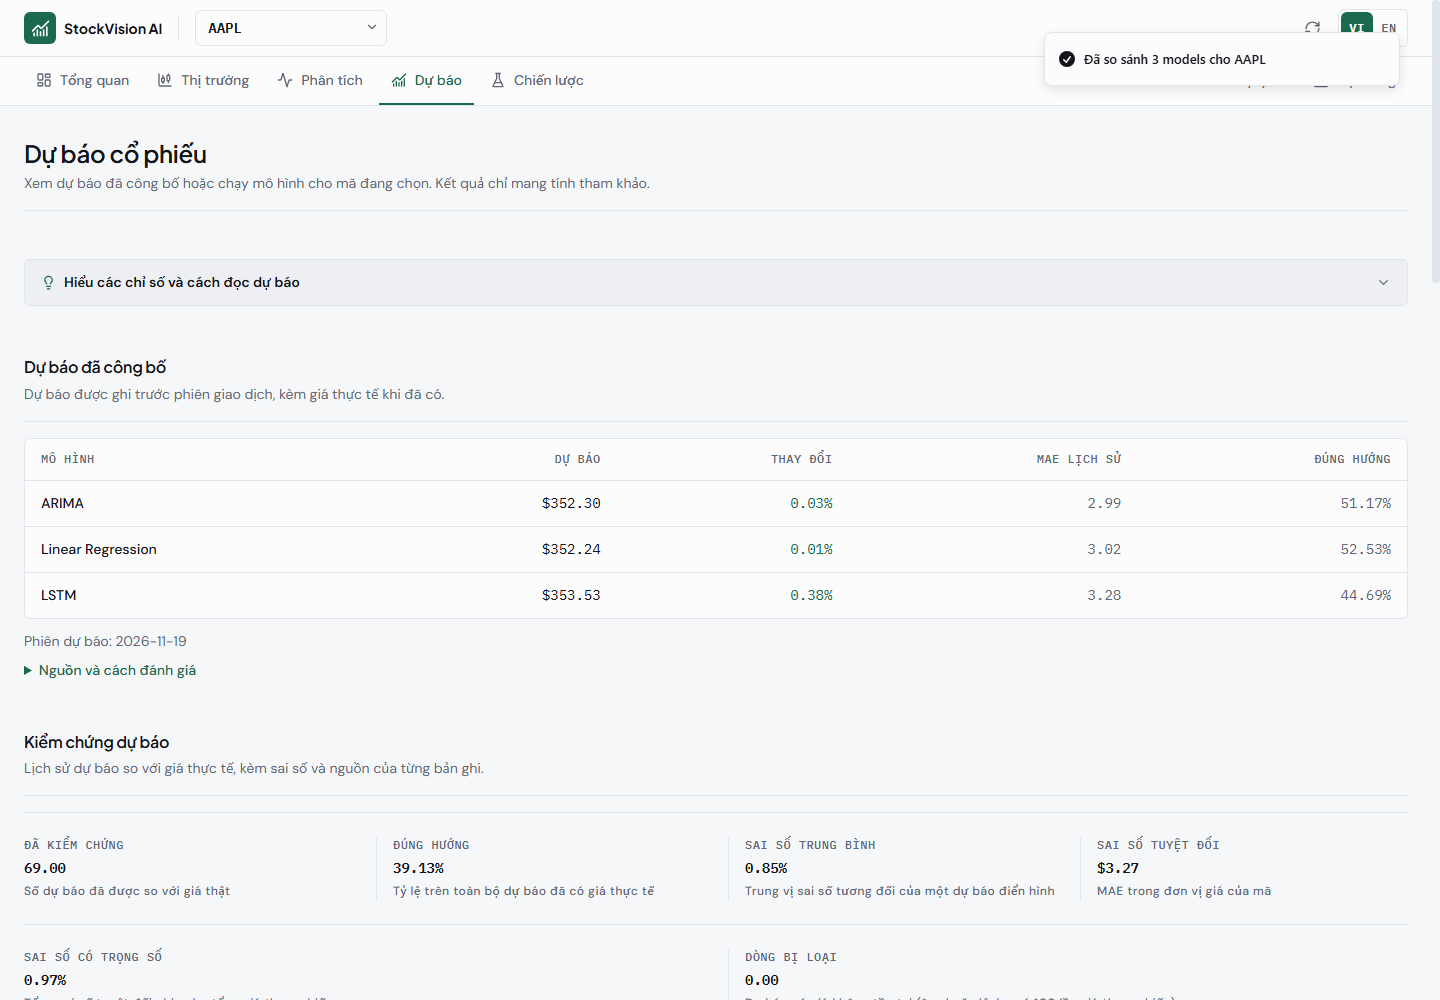 StockVision AI
AAPL
VI
EN
Đã so sánh 3 models cho AAPL
Tổng quan
Thị trường
Phân tích
Dự báo
Chiến lược
Dự báo cổ phiếu
Xem dự báo đã công bố hoặc chạy mô hình cho mã đang chọn. Kết quả chỉ mang tính tham khảo.
Hiểu các chỉ số và cách đọc dự báo
Dự báo đã công bố
Dự báo được ghi trước phiên giao dịch, kèm giá thực tế khi đã có.
MÔ HÌNH DỰ BÁO THAY ĐỔI MAE LỊCH SỬ ĐÚNG HƯỚNG
ARIMA $352.30 0.03% 2.99 51.17%
Linear Regression $352.24 0.01% 3.02 52.53%
LSTM $353.53 0.38% 3.28 44.69%
Phiên dự báo: 2026-11-19
Nguồn và cách đánh giá
Kiểm chứng dự báo
Lịch sử dự báo so với giá thực tế, kèm sai số và nguồn của từng bản ghi.
ĐÃ KIỂM CHỨNG
69.00
Số dự báo đã được so với giá thật
ĐÚNG HƯỚNG
39.13%
Tỷ lệ trên toàn bộ dự báo đã có giá thực tế
SAI SỐ TRUNG BÌNH
0.85%
Trung vị sai số tương đối của một dự báo điển hình
SAI SỐ TUYỆT ĐỐI
$3.27
MAE trong đơn vị giá của mã
SAI SỐ CÓ TRỌNG SỐ
0.97%
DÒNG BỊ LOẠI
0.00